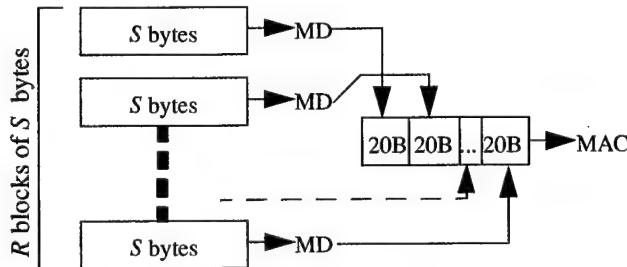 R blocks of S bytes
S bytes MD
S bytes MD
20B 20B ... 20B MAC
S bytes MD